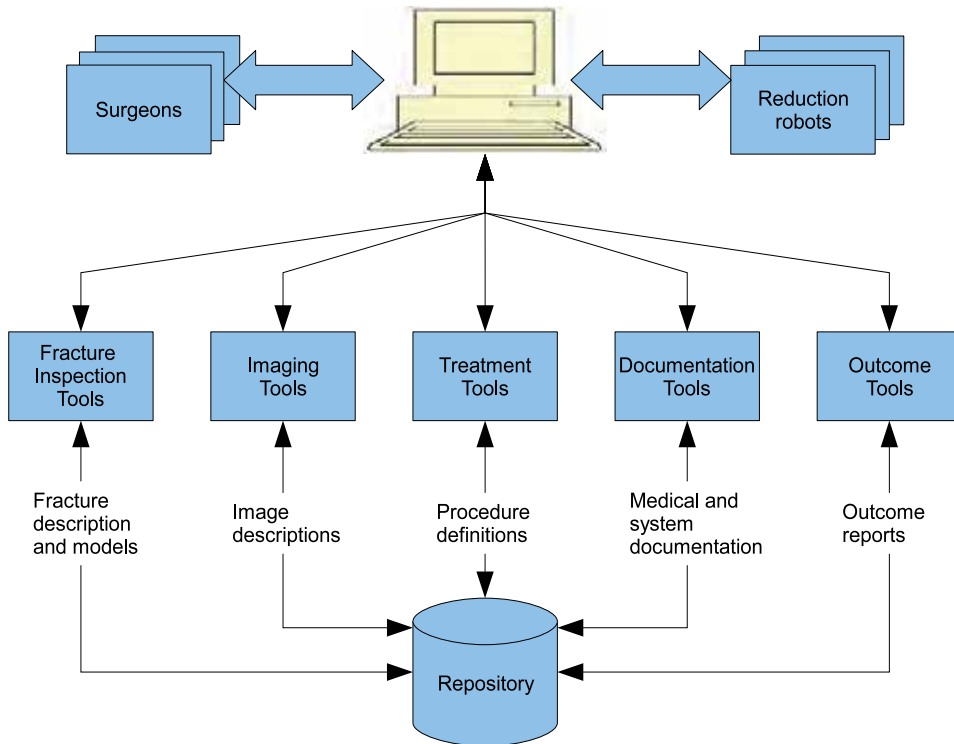 Surgeons
Reduction
robots
Fracture
Inspection
Tools
Imaging
Tools
Treatment
Tools
Documentation
Tools
Outcome
Tools
Fracture
description
and models
Image
descriptions
Procedure
definitions
Medical and
system
documentation
Outcome
reports
Repository